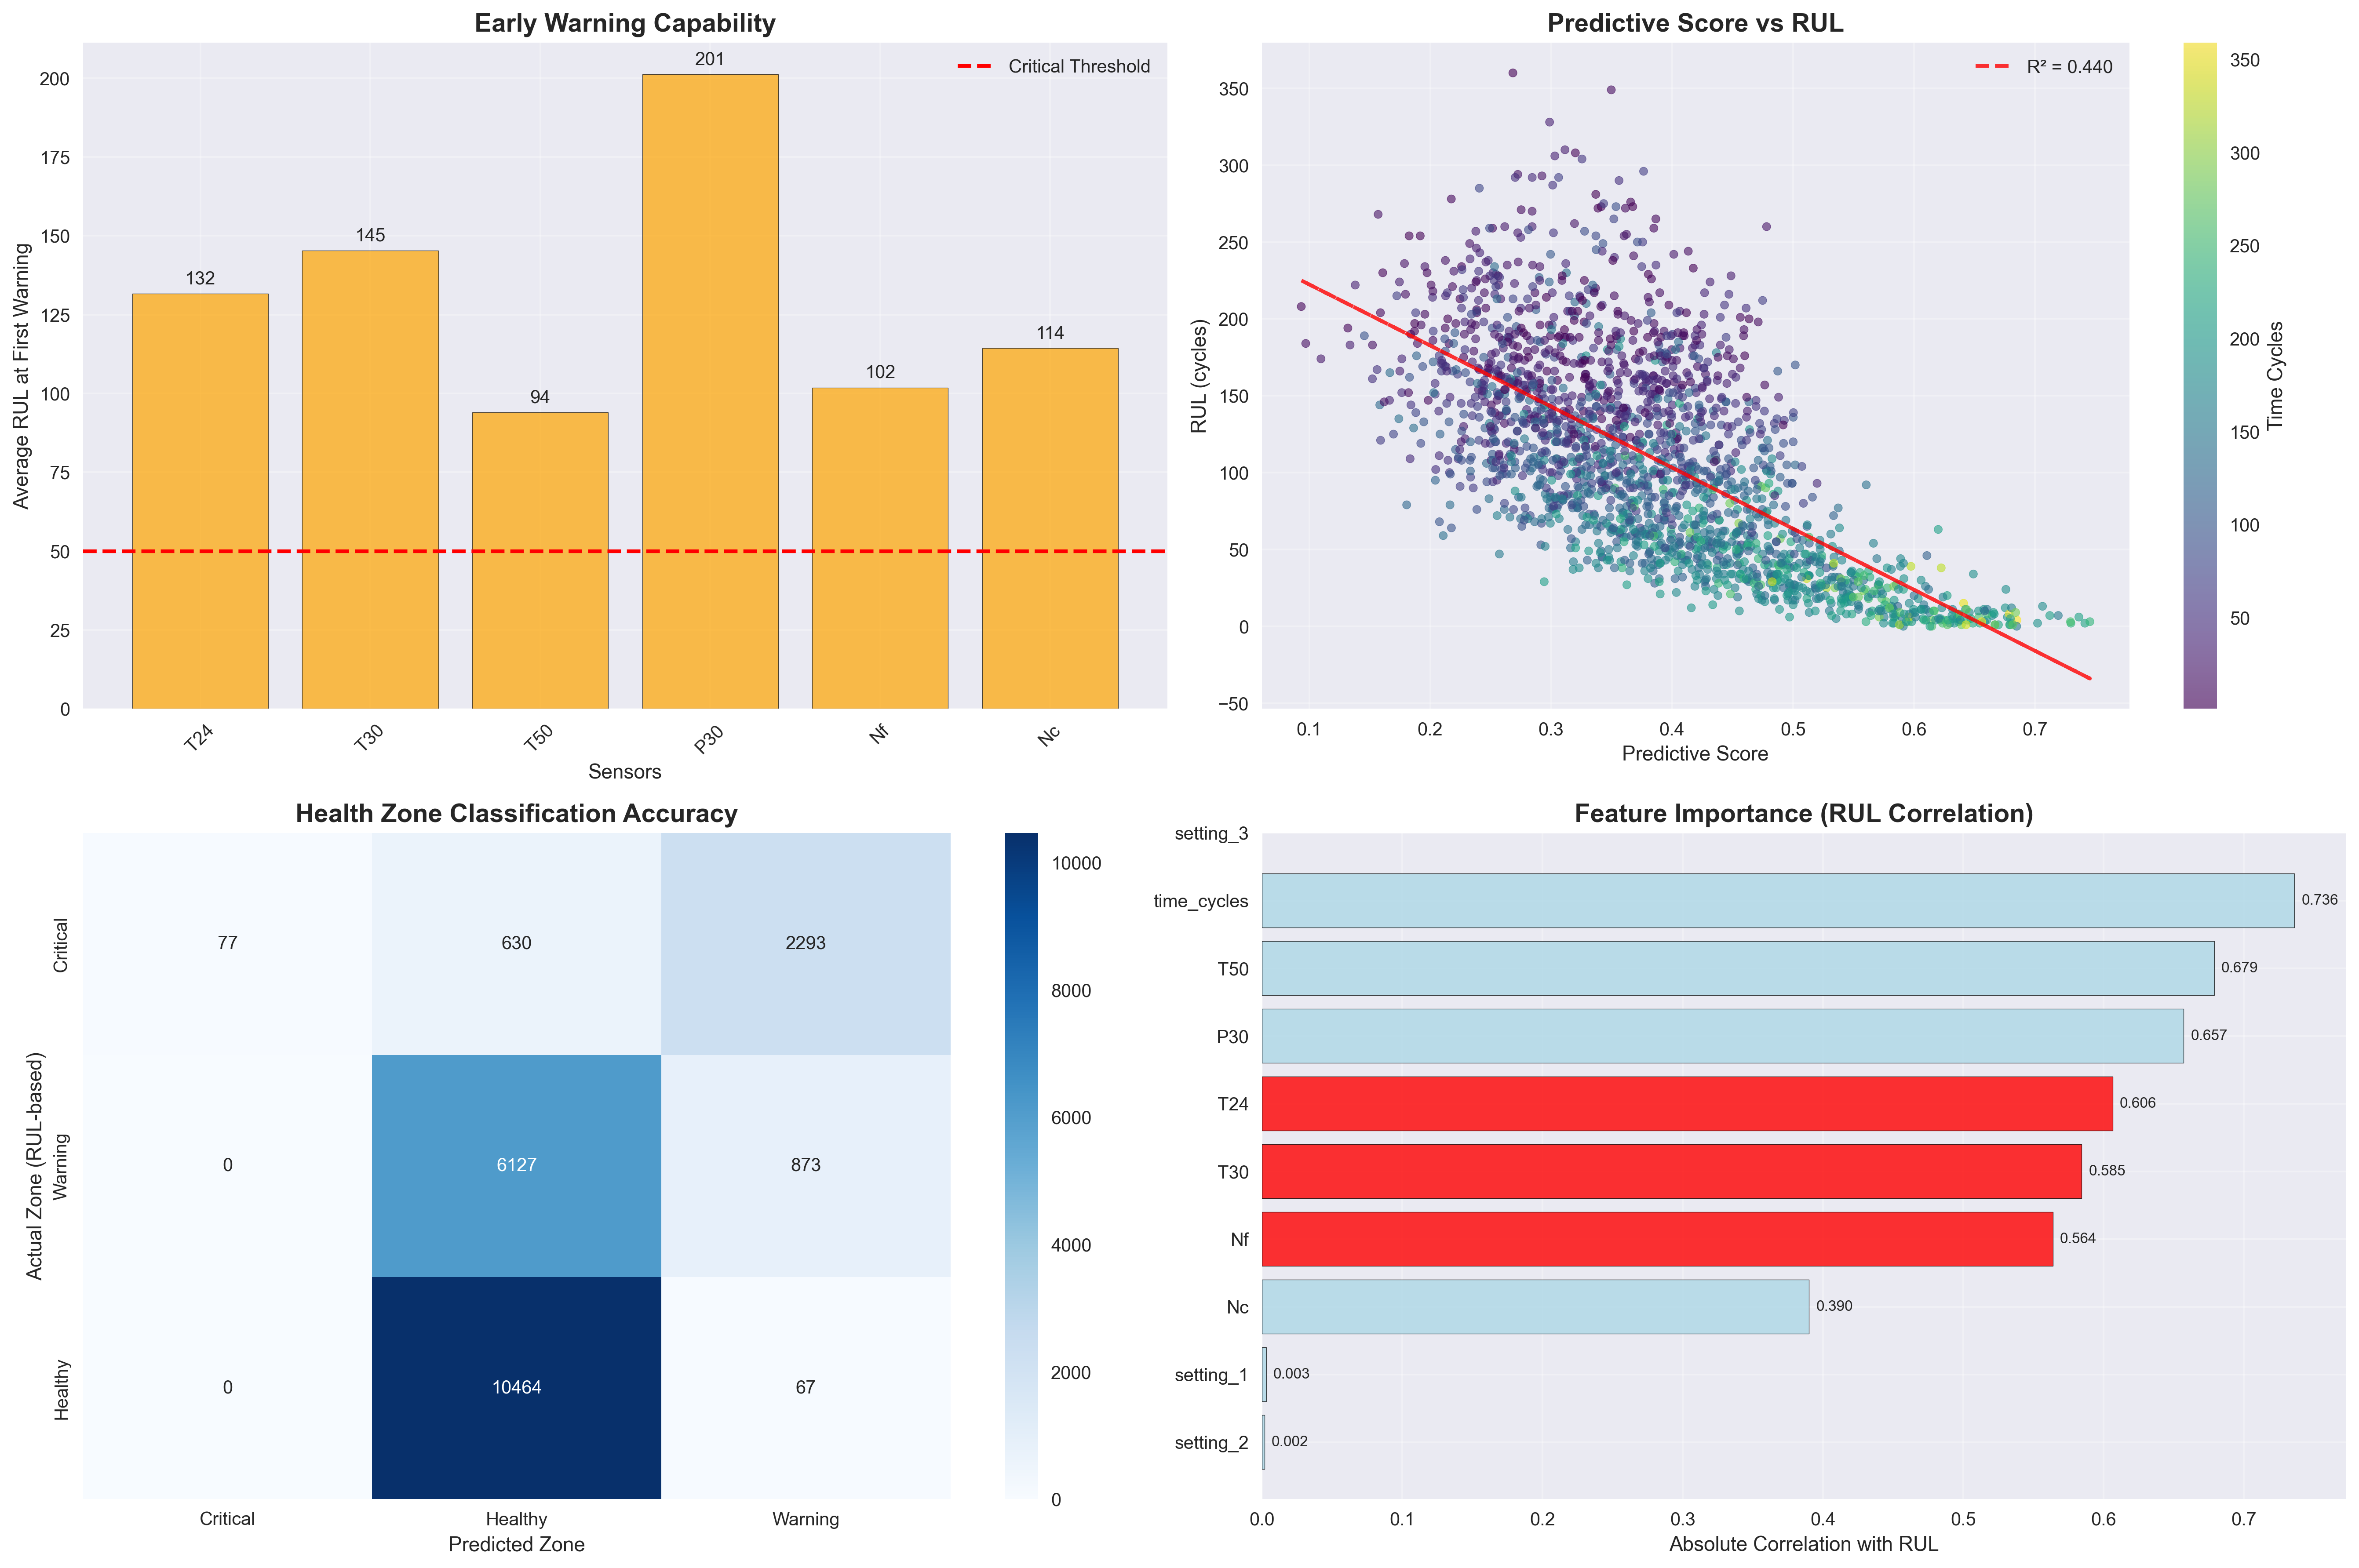 Early Warning Capability
Critical Threshold
Average RUL at First Warning
200
175
150
125
100
75
50
25
0
132
145
94
201
102
114
T24
T30
T50
P30
Nf
Nc
Sensors
Predictive Score vs RUL
R² = 0.440
RUL (cycles)
350
300
250
200
150
100
50
0
−50
0.1
0.2
0.3
0.4
0.5
0.6
0.7
Predictive Score
350
300
250
200
150
100
50
Time Cycles
Health Zone Classification Accuracy
Actual Zone (RUL-based)
Critical
Warning
Healthy
77
630
2293
0
6127
873
0
10464
67
Critical
Healthy
Warning
Predicted Zone
10000
8000
6000
4000
2000
0
Feature Importance (RUL Correlation)
setting_3
time_cycles
0.736
T50
0.679
P30
0.657
T24
0.606
T30
0.585
Nf
0.564
Nc
0.390
setting_1
0.003
setting_2
0.002
0.0
0.1
0.2
0.3
0.4
0.5
0.6
0.7
Absolute Correlation with RUL